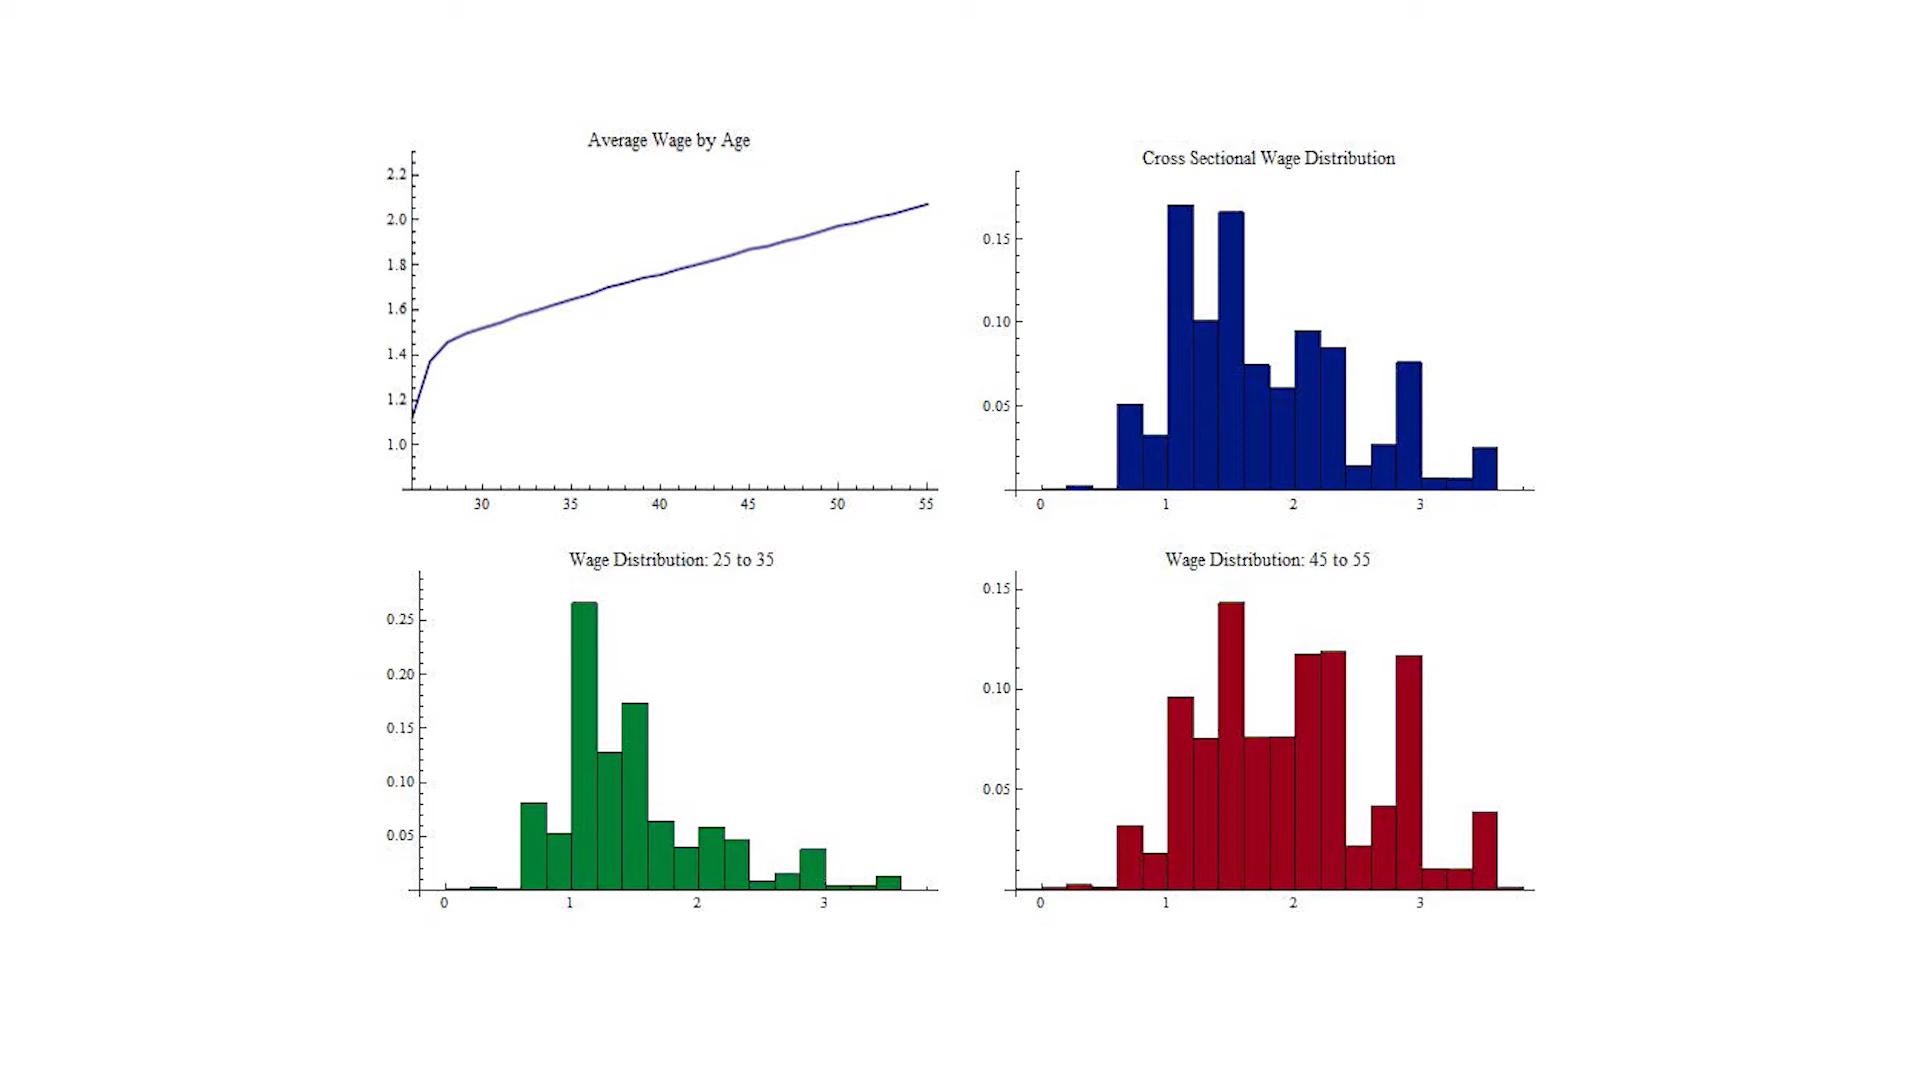 Average Wage by Age
2.2
2.0
1.8
1.6
1.4
1.2
1.0
30 35 40 45 50 55
Cross Sectional Wage Distribution
0.15
0.10
0.05
0 1 2 3
Wage Distribution: 25 to 35
0.25
0.20
0.15
0.10
0.05
0 1 2 3
Wage Distribution: 45 to 55
0.15
0.10
0.05
0 1 2 3